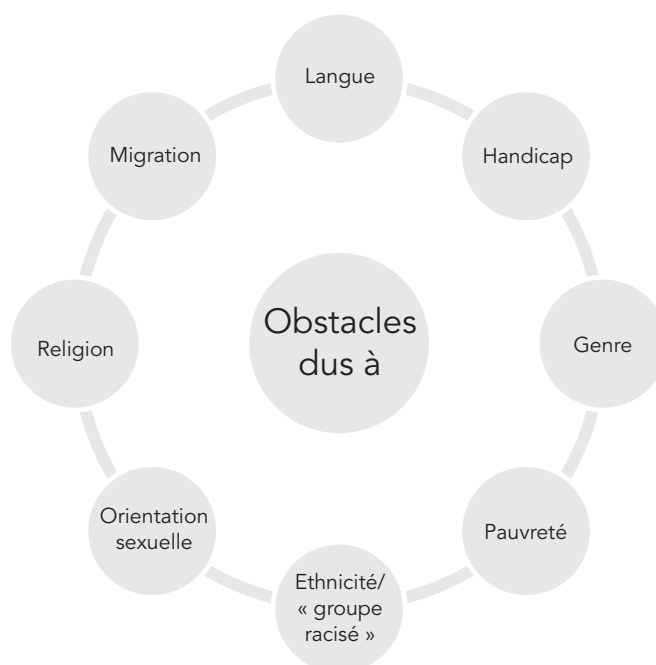 Langue
Handicap
Genre
Pauvreté
Ethnicité/
« groupe
racisé »
Orientation
sexuelle
Religion
Migration
Obstacles
dus à